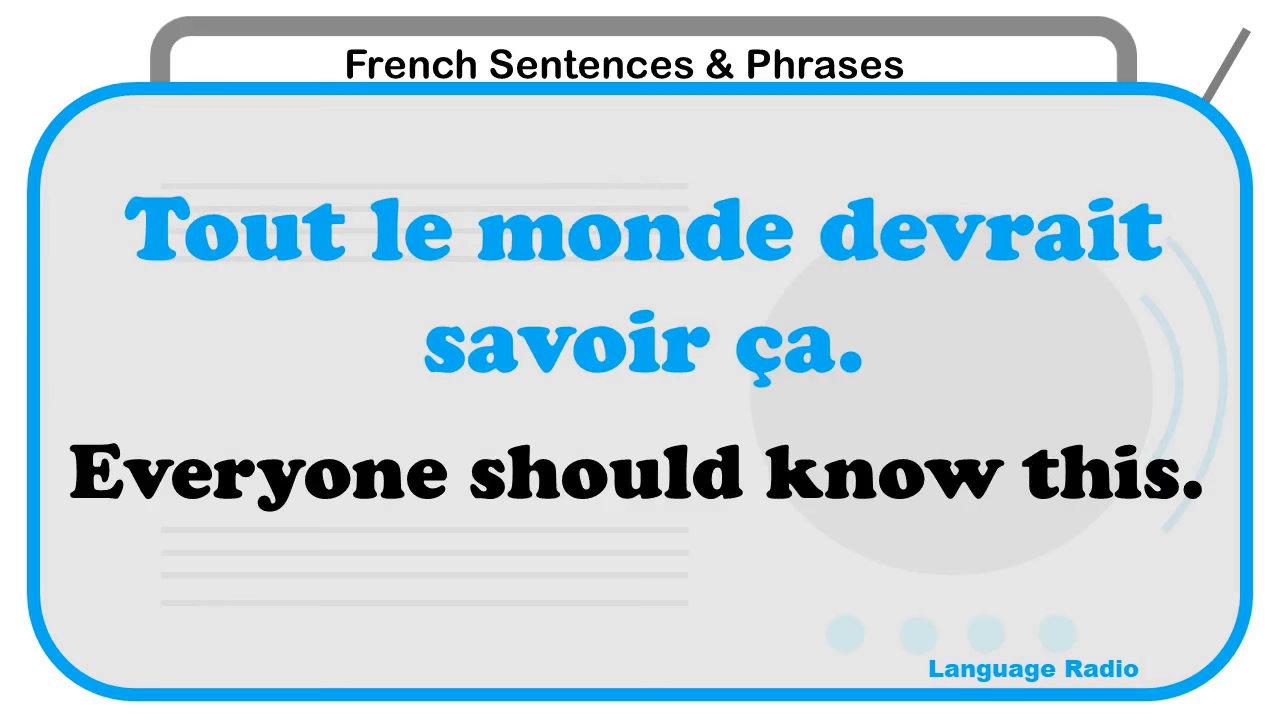 French Sentences & Phrases
Tout le monde devrait
savoir ça.
Everyone should know this.
Language Radio